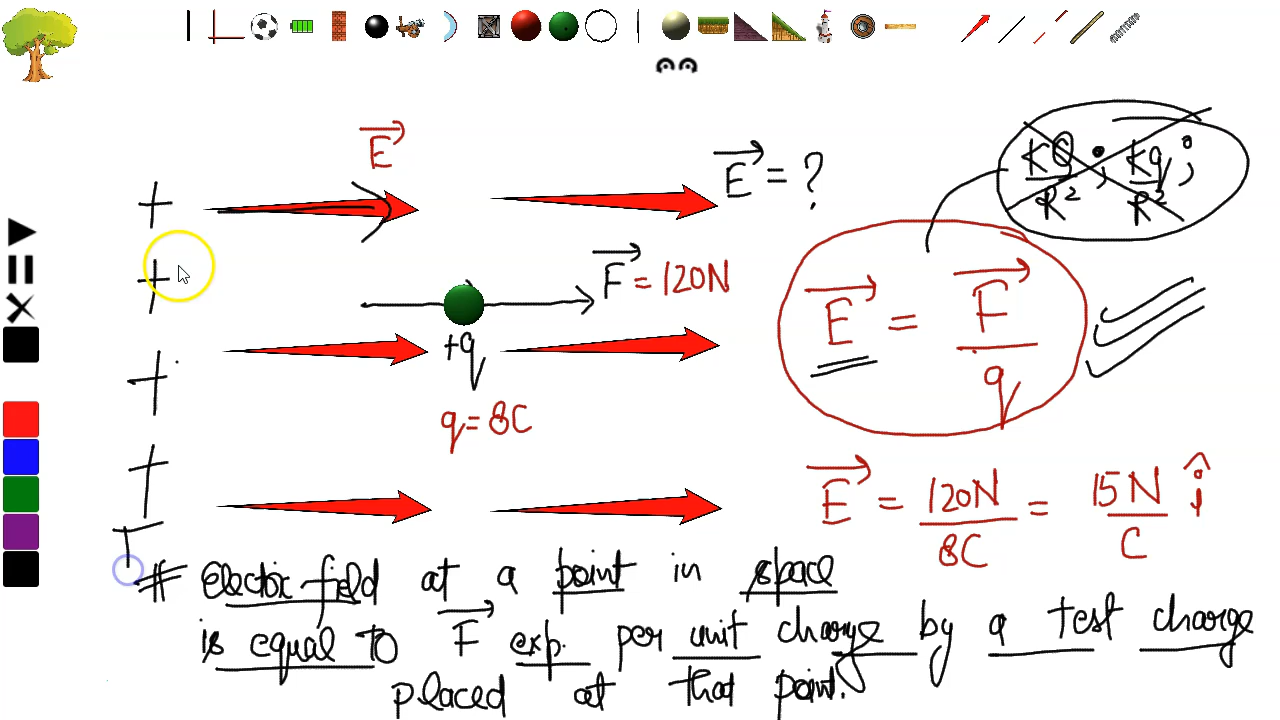 E
E = ?
KQ/R² ; Kq/R² ;
F = 120N
+q
q = 8C
E = F/q
E = 120N/8C = 15N/C î
# electric field at a point in space
is equal to F exp. per unit charge by a test charge
placed at that point.